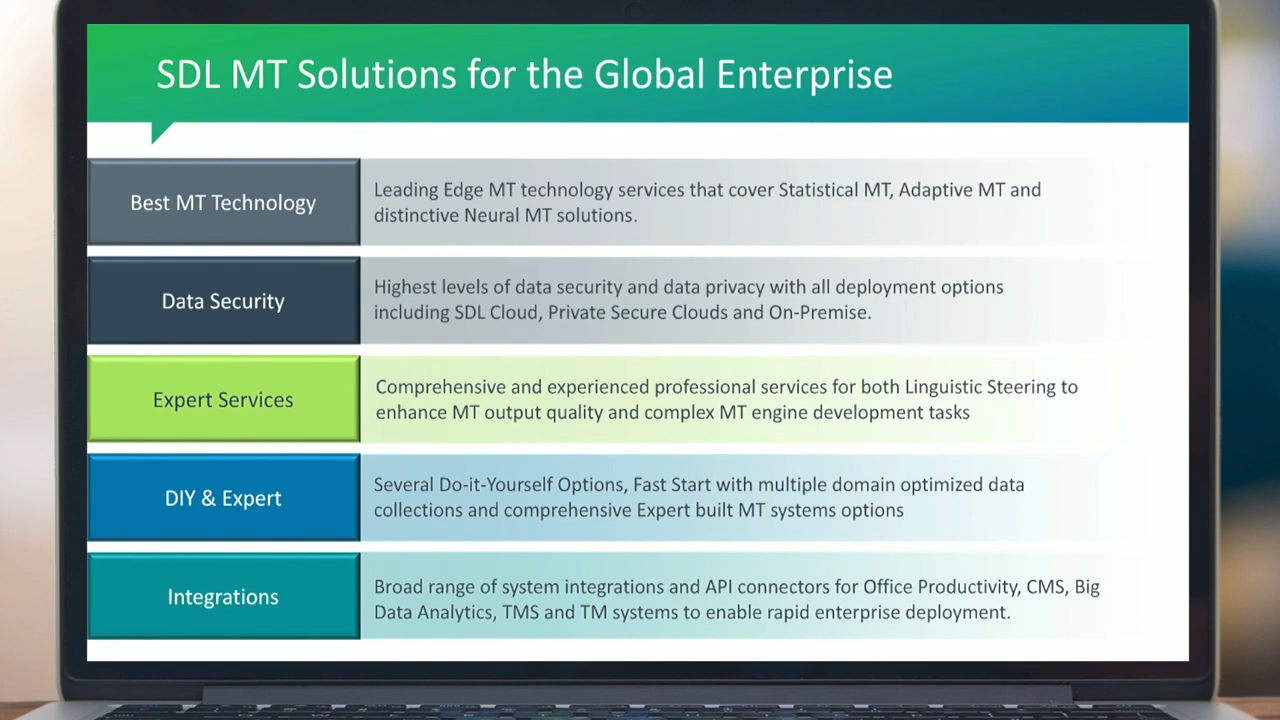 SDL MT Solutions for the Global Enterprise
Best MT Technology
Leading Edge MT technology services that cover Statistical MT, Adaptive MT and
distinctive Neural MT solutions.
Data Security
Highest levels of data security and data privacy with all deployment options
including SDL Cloud, Private Secure Clouds and On-Premise.
Expert Services
Comprehensive and experienced professional services for both Linguistic Steering to
enhance MT output quality and complex MT engine development tasks
DIY & Expert
Several Do-it-Yourself Options, Fast Start with multiple domain optimized data
collections and comprehensive Expert built MT systems options
Integrations
Broad range of system integrations and API connectors for Office Productivity, CMS, Big
Data Analytics, TMS and TM systems to enable rapid enterprise deployment.